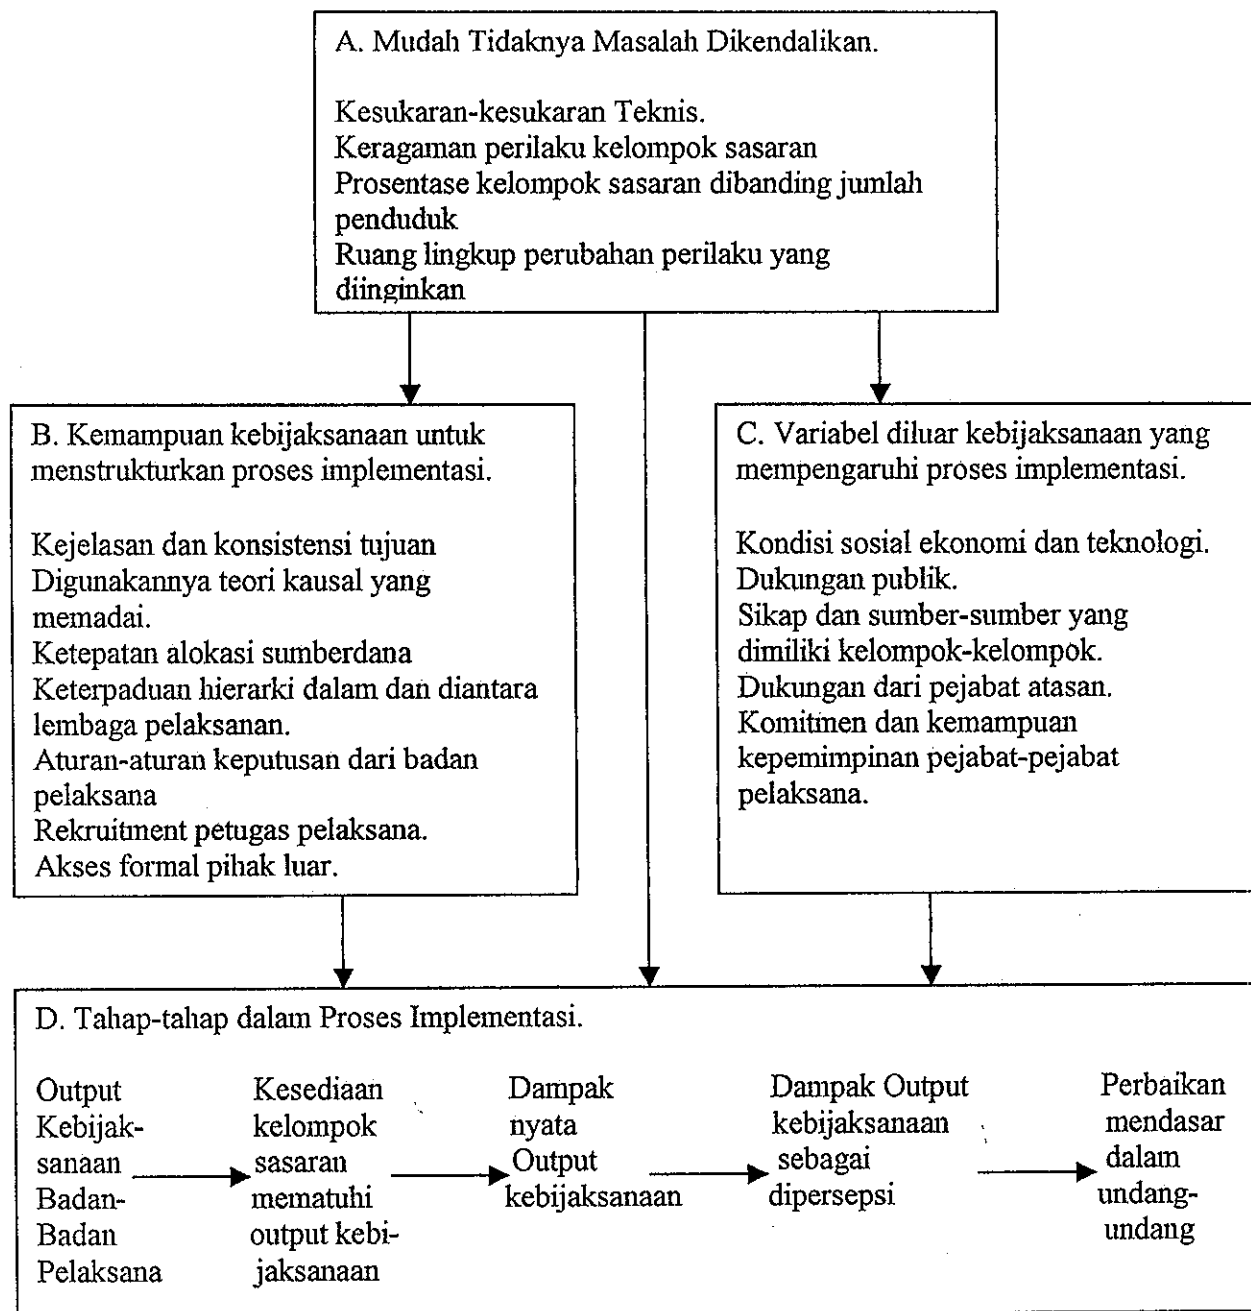 A. Mudah Tidaknya Masalah Dikendalikan.
Kesukaran-kesukaran Teknis.
Keragaman perilaku kelompok sasaran
Prosentase kelompok sasaran dibanding jumlah
penduduk
Ruang lingkup perubahan perilaku yang
diinginkan
B. Kemampuan kebijaksanaan untuk
menstrukturkan proses implementasi.
Kejelasan dan konsistensi tujuan
Digunakannya teori kausal yang
memadai.
Ketepatan alokasi sumberdana
Keterpaduan hierarki dalam dan diantara
lembaga pelaksanan.
Aturan-aturan keputusan dari badan
pelaksana
Rekruitment petugas pelaksana.
Akses formal pihak luar.
C. Variabel diluar kebijaksanaan yang
mempengaruhi proses implementasi.
Kondisi sosial ekonomi dan teknologi.
Dukungan publik.
Sikap dan sumber-sumber yang
dimiliki kelompok-kelompok.
Dukungan dari pejabat atasan.
Komitmen dan kemampuan
kepemimpinan pejabat-pejabat
pelaksana.
D. Tahap-tahap dalam Proses Implementasi.
Output
Kebijak-
sanaan
Badan-
Badan
Pelaksana
Kesediaan
kelompok
sasaran
mematuhi
output kebi-
jaksanaan
Dampak
nyata
Output
kebijaksanaan
Dampak Output
kebijaksanaan
sebagai
dipersepsi
Perbaikan
mendasar
dalam
undang-
undang